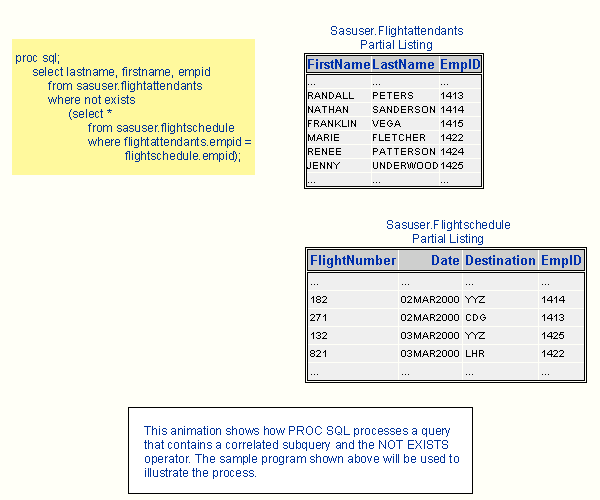 proc sql;
select lastname, firstname, empid
from sasuser.flightattendants
where not exists
(select *
from sasuser.flightschedule
where flightattendants.empid =
flightschedule.empid);
Sasuser.Flightattendants
Partial Listing
FirstName LastName EmpID
... ... ...
RANDALL PETERS 1413
NATHAN SANDERSON 1414
FRANKLIN VEGA 1415
MARIE FLETCHER 1422
RENEE PATTERSON 1424
JENNY UNDERWOOD 1425
... ... ...
Sasuser.Flightschedule
Partial Listing
FlightNumber Date Destination EmpID
... ... ... ...
182 02MAR2000 YYZ 1414
271 02MAR2000 CDG 1413
132 03MAR2000 YYZ 1425
821 03MAR2000 LHR 1422
... ... ... ...
This animation shows how PROC SQL processes a query
that contains a correlated subquery and the NOT EXISTS
operator. The sample program shown above will be used to
illustrate the process.